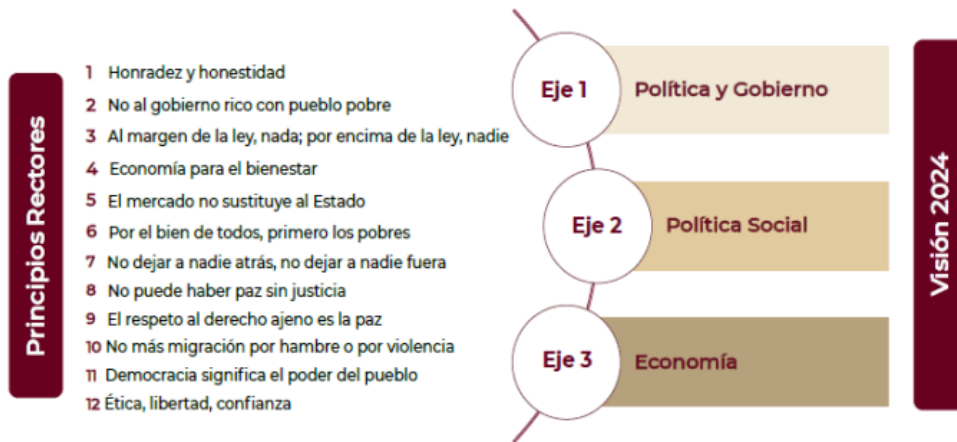 Principios Rectores
1 Honradez y honestidad
2 No al gobierno rico con pueblo pobre
3 Al margen de la ley, nada; por encima de la ley, nadie
4 Economía para el bienestar
5 El mercado no sustituye al Estado
6 Por el bien de todos, primero los pobres
7 No dejar a nadie atrás, no dejar a nadie fuera
8 No puede haber paz sin justicia
9 El respeto al derecho ajeno es la paz
10 No más migración por hambre o por violencia
11 Democracia significa el poder del pueblo
12 Ética, libertad, confianza
Eje 1 Política y Gobierno
Eje 2 Política Social
Eje 3 Economía
Visión 2024